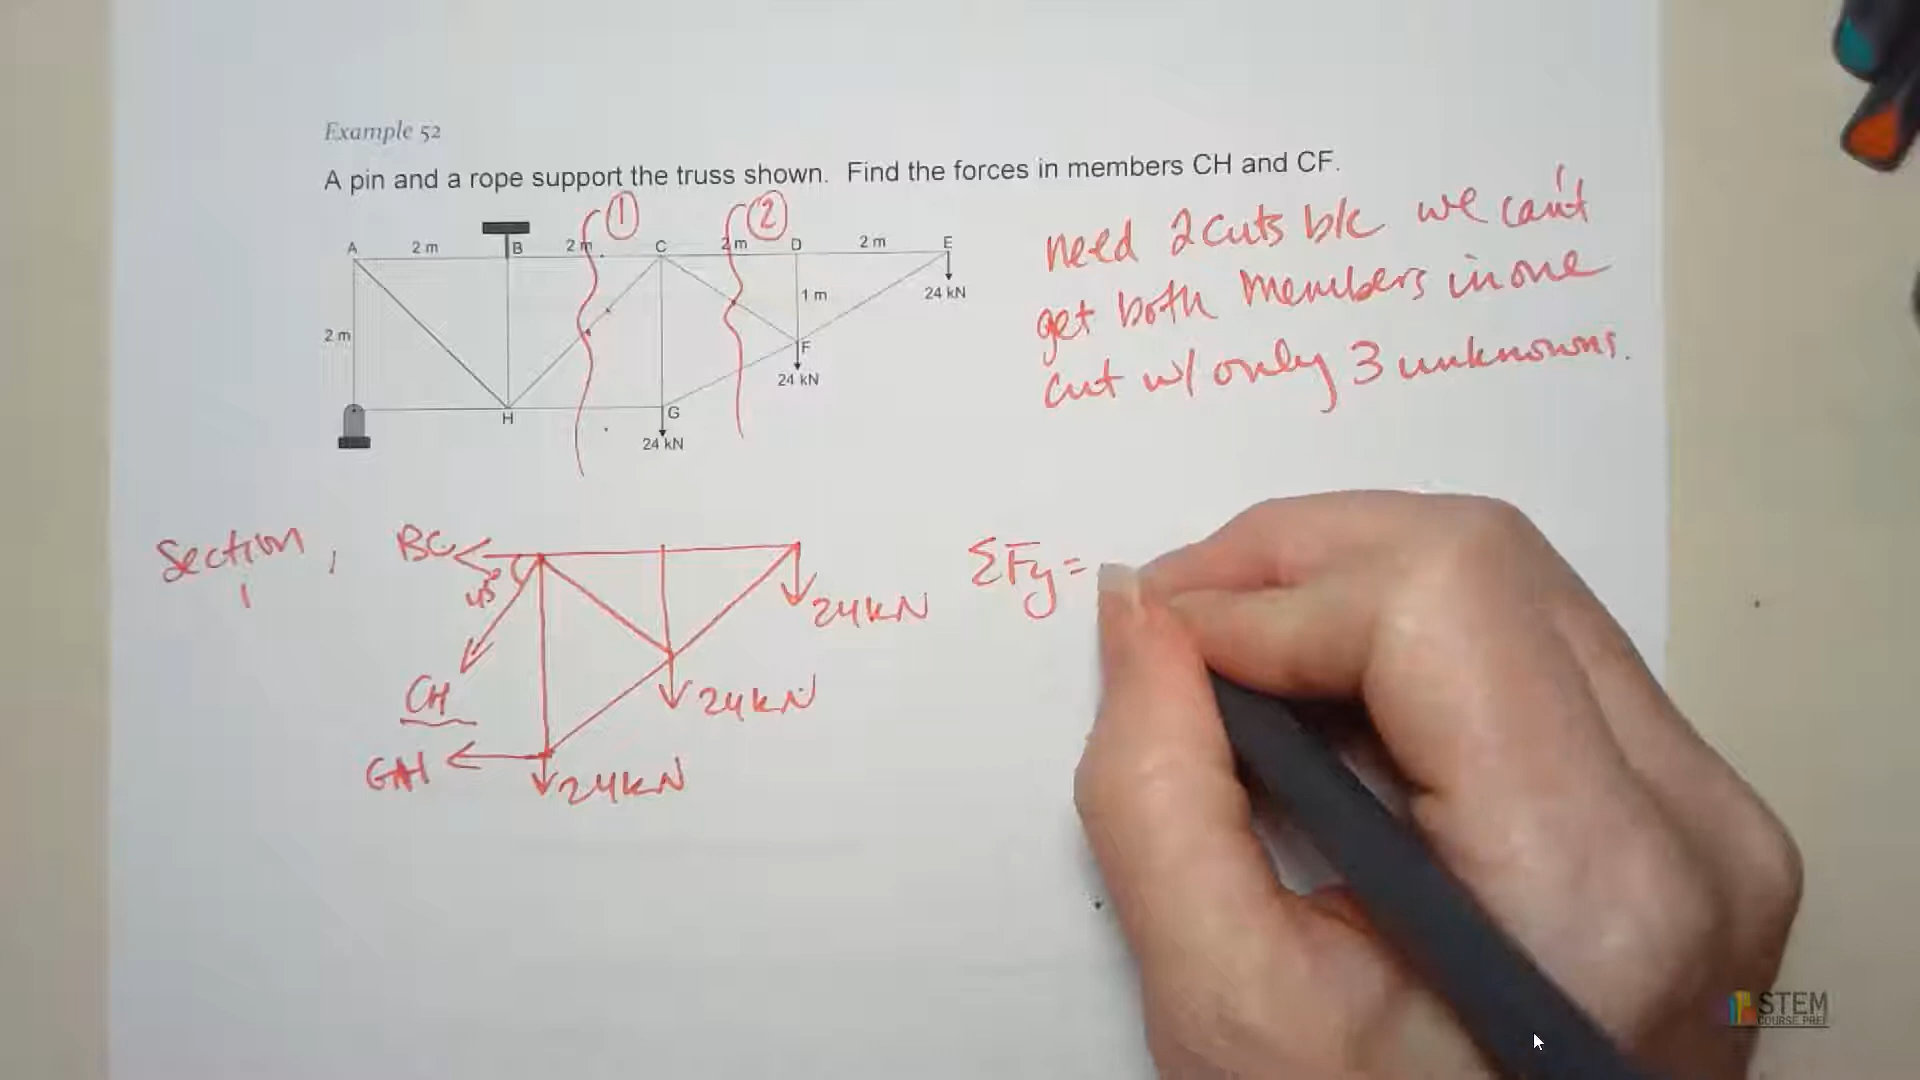 Example 52
A pin and a rope support the truss shown. Find the forces in members CH and CF.
1
2
A
2 m
B
2 m
C
2 m
D
2 m
E
need 2 cuts b/c we can't
get both members in one
cut w/ only 3 unknowns.
2 m
1 m
24 kN
F
24 kN
H
G
24 kN
Section 1
BC
45°
CH
GH
24kN
24kN
24kN
ΣFy=
STEM
COURSE PREP